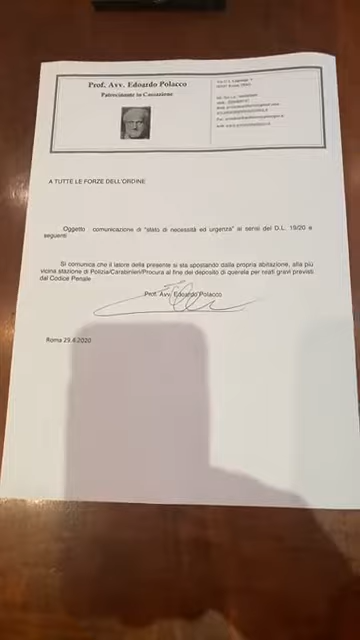 Prof. Avv. Edoardo Polacco
Patrocinante in Cassazione
A TUTTE LE FORZE DELL'ORDINE
Oggetto comunicazione di "stato di necessità ed urgenza" ai sensi del D.L. 19/20 e
seguenti
Si comunica che il latore della presente si sta spostando dalla propria abitazione, alla più
vicina stazione di Polizia/Carabinieri/Procura al fine del deposito di querela per reati gravi previsti
dal Codice Penale
Prof. Avv. Edoardo Polacco
Roma 29.4.2020